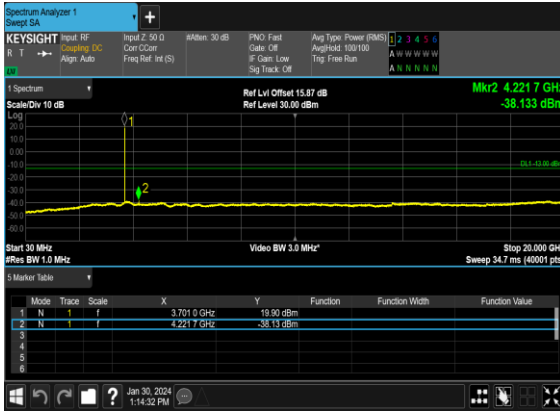 Spectrum Analyzer 1
Swept SA
+
KEYSIGHT Input: RF Input Z: 50 Ω #Atten: 30 dB PNO: Fast Avg Type: Power (RMS) 1 2 3 4 5 6
R T Coupling: DC Corr CCorr Gate: Off Avg|Hold: 100/100 A W W W W W
Align: Auto Freq Ref: Int (S) IF Gain: Low Trig: Free Run
Sig Track: Off A N N N N N
1 Spectrum
Ref Lvl Offset 15.87 dB Mkr2 4.221 7 GHz
Scale/Div 10 dB Ref Level 30.00 dBm -38.133 dBm
Log
20.0 1
10.0
0.00
-10.0 DL1 -13.00 dBm
-20.0
-30.0 2
-40.0
-50.0
-60.0
Start 30 MHz Video BW 3.0 MHz* Stop 20.000 GHz
#Res BW 1.0 MHz Sweep 34.7 ms (40001 pts)
5 Marker Table
Mode Trace Scale X Y Function Function Width Function Value
1 N 1 f 3.701 0 GHz 19.90 dBm
2 N 1 f 4.221 7 GHz -38.13 dBm
3
4
5
6
? Jan 30, 2024
1:14:32 PM